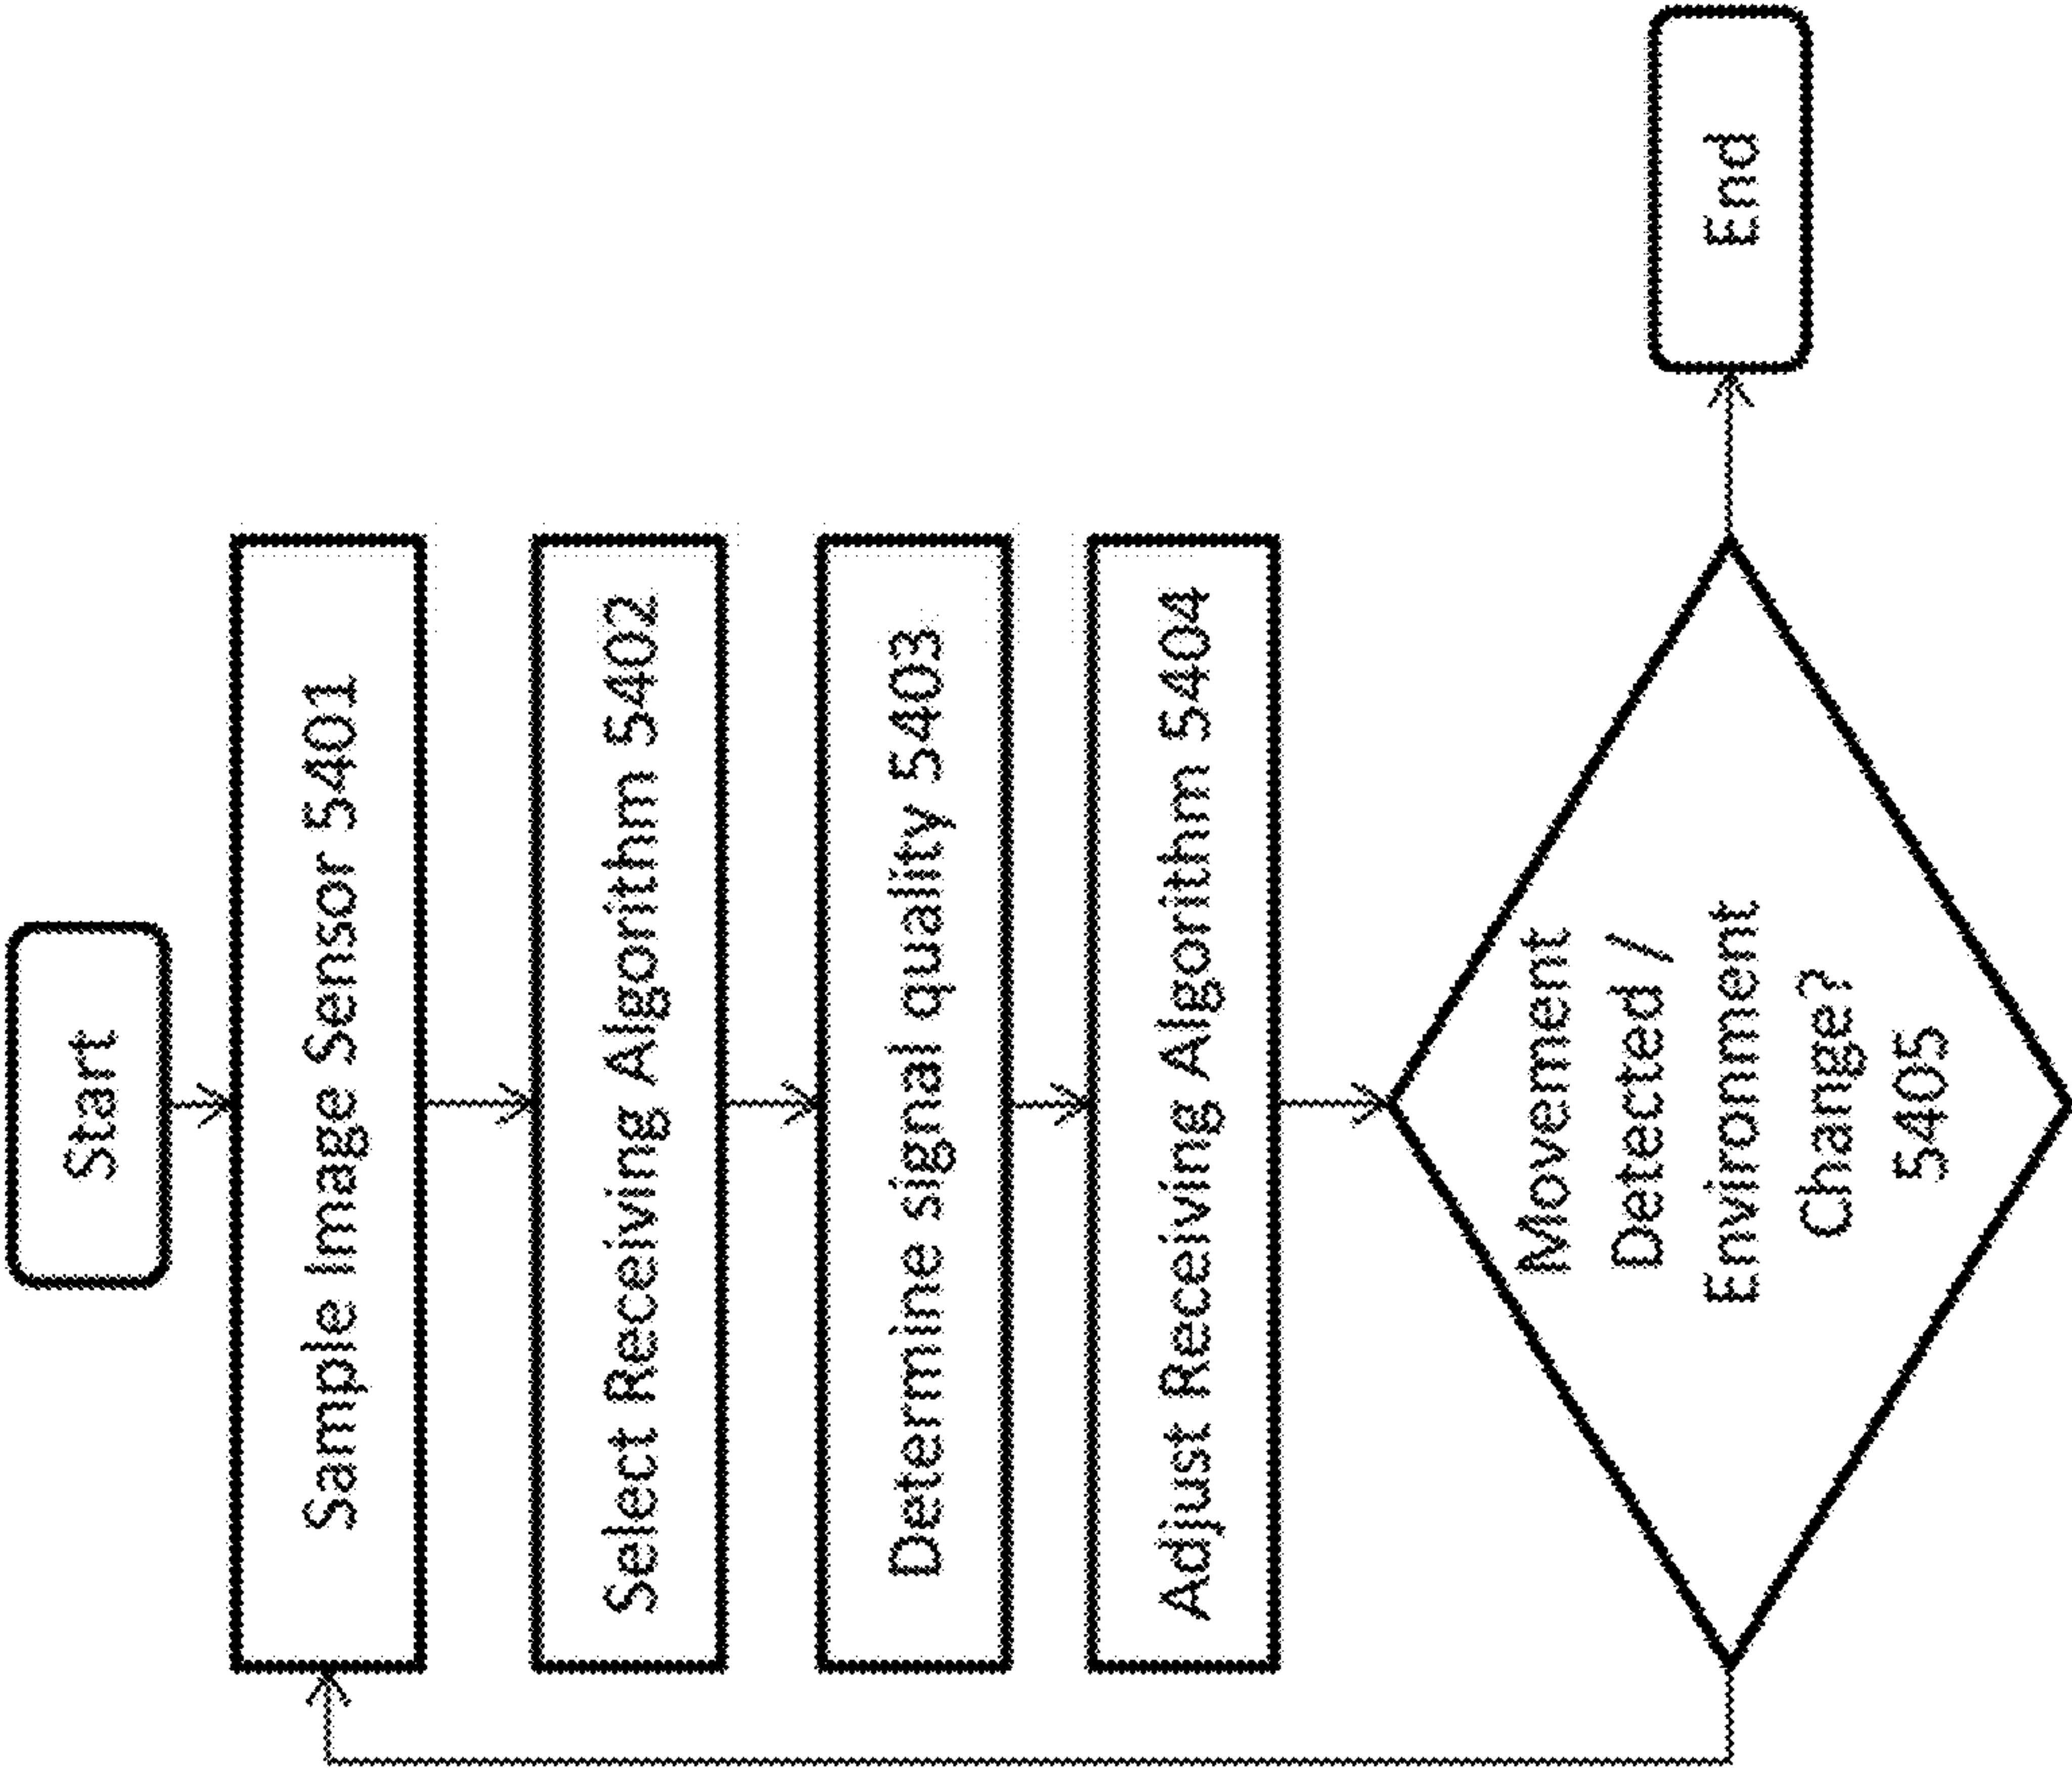 Start
Sample Image Sensor 5401
Select Receiving Algorithm 5402
Determine signal quality 5403
Adjust Receiving Algorithm 5404
Movement
Detected /
Environment
Change?
5405
End